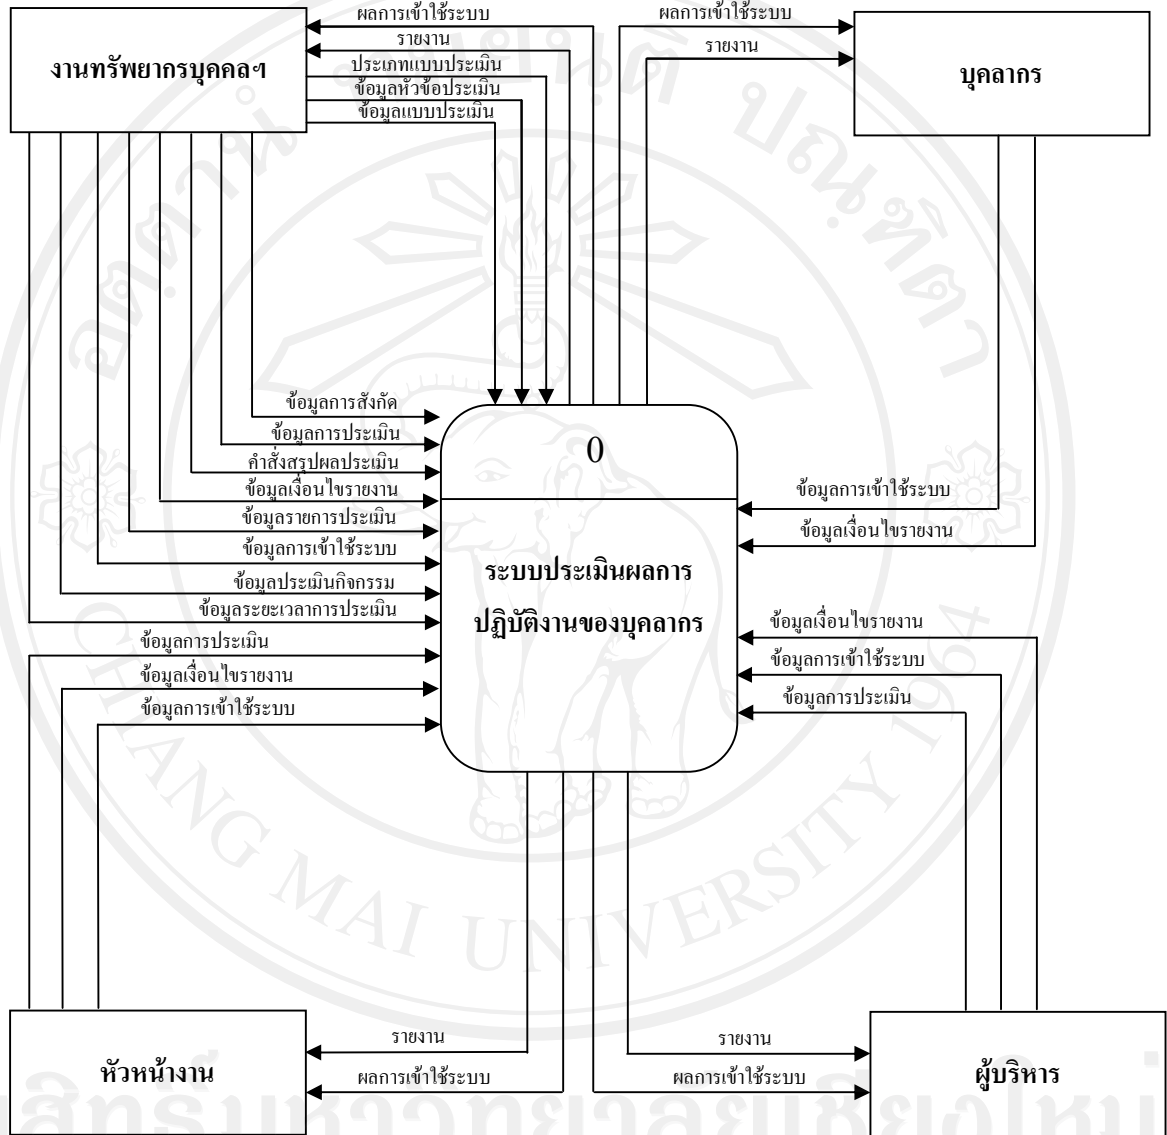 ผลการเข้าใช้ระบบ
รายงาน
ประเภทแบบประเมิน
ข้อมูลหัวข้อประเมิน
ข้อมูลแบบประเมิน
งานทรัพยากรบุคคลฯ
ผลการเข้าใช้ระบบ
รายงาน
บุคลากร
ข้อมูลการสังกัด
ข้อมูลการประเมิน
คำสั่งสรุปผลประเมิน
ข้อมูลเงื่อนไขรายงาน
ข้อมูลรายการประเมิน
ข้อมูลการเข้าใช้ระบบ
ข้อมูลประเมินกิจกรรม
ข้อมูลระยะเวลาการประเมิน
ข้อมูลการประเมิน
ข้อมูลเงื่อนไขรายงาน
ข้อมูลการเข้าใช้ระบบ
0
ระบบประเมินผลการ
ปฏิบัติงานของบุคลากร
ข้อมูลการเข้าใช้ระบบ
ข้อมูลเงื่อนไขรายงาน
ข้อมูลเงื่อนไขรายงาน
ข้อมูลการเข้าใช้ระบบ
ข้อมูลการประเมิน
หัวหน้างาน
รายงาน
ผลการเข้าใช้ระบบ
รายงาน
ผลการเข้าใช้ระบบ
ผู้บริหาร
CHIANG MAI UNIVERSITY 1964
มหาวิทยาลัยเชียงใหม่